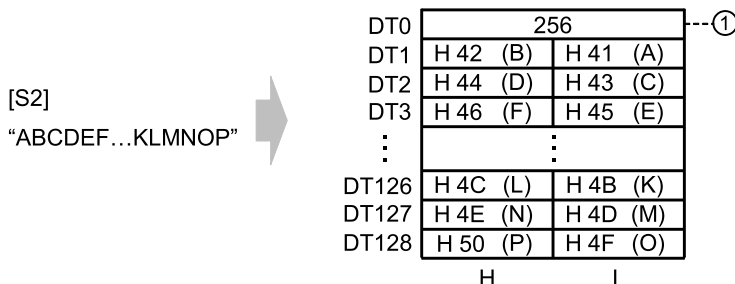 DT0 256 ①
DT1 H 42 (B) H 41 (A)
DT2 H 44 (D) H 43 (C)
[S2]
DT3 H 46 (F) H 45 (E)
“ABCDEF…KLMNOP”
DT126 H 4C (L) H 4B (K)
DT127 H 4E (N) H 4D (M)
DT128 H 50 (P) H 4F (O)
H